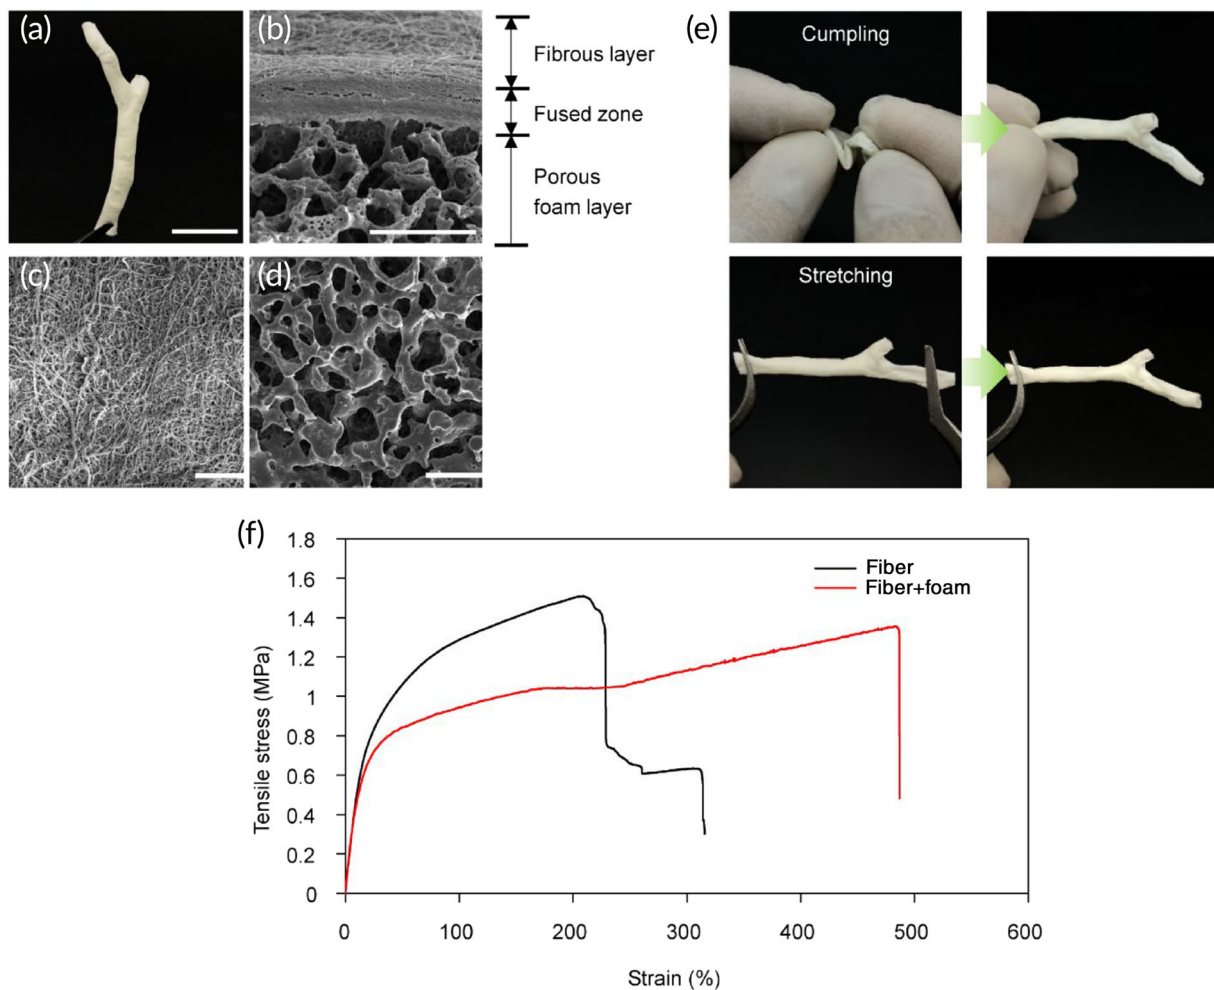 (a)
(b)
Fibrous layer
Fused zone
Porous
foam layer
(c)
(d)
(e)
Cumpling
Stretching
(f)
Fiber
Fiber+foam
Tensile stress (MPa)
1.8
1.6
1.4
1.2
1
0.8
0.6
0.4
0.2
0
0 100 200 300 400 500 600
Strain (%)